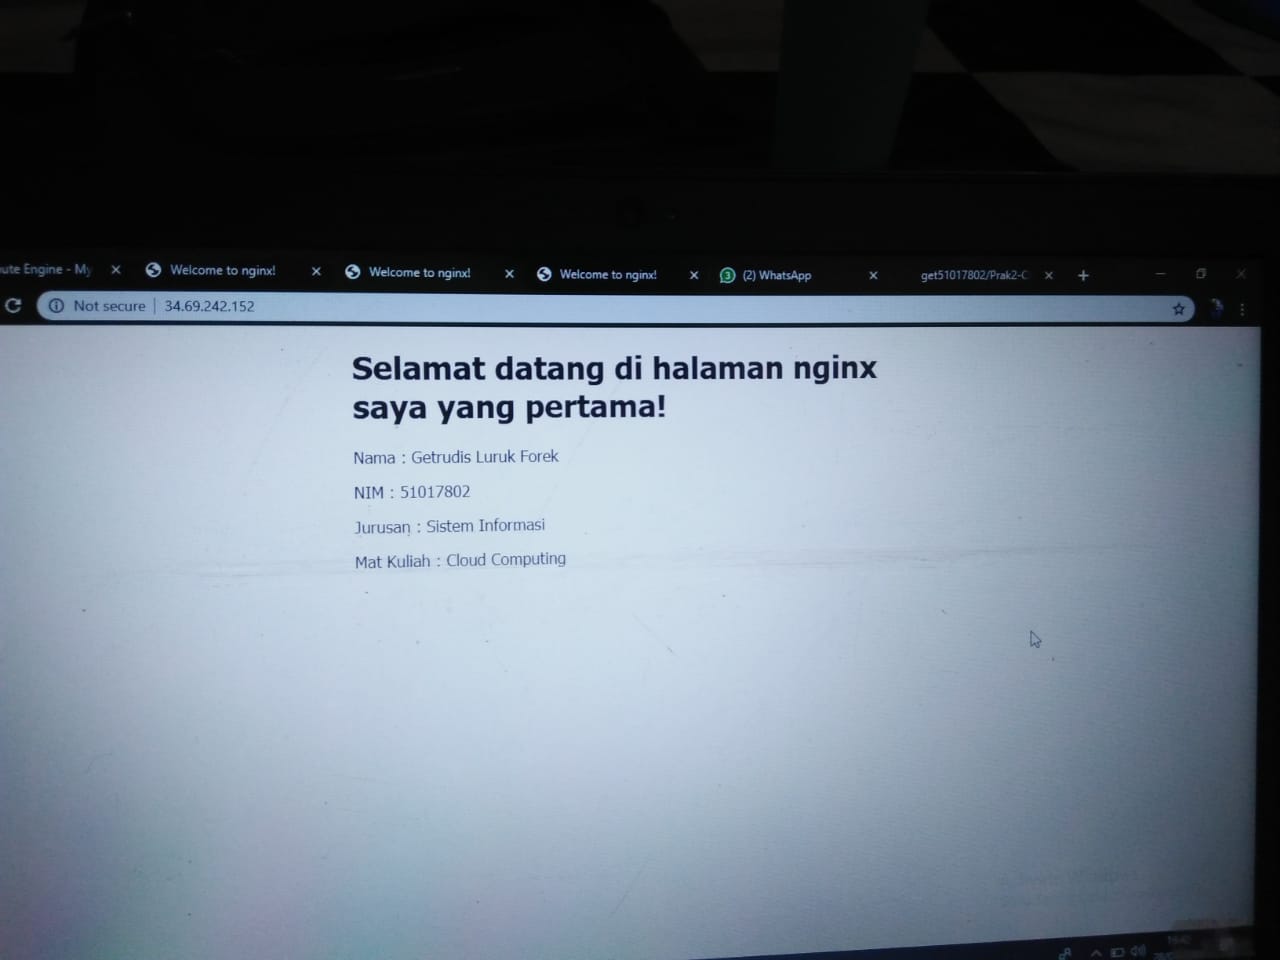 ute Engine - My
Welcome to nginx!
Welcome to nginx!
Welcome to nginx!
3
(2) WhatsApp
get51017802/Prak2-C
Not secure | 34.69.242.152
Selamat datang di halaman nginx
saya yang pertama!
Nama : Getrudis Luruk Forek
NIM : 51017802
Jurusan : Sistem Informasi
Mat Kuliah : Cloud Computing